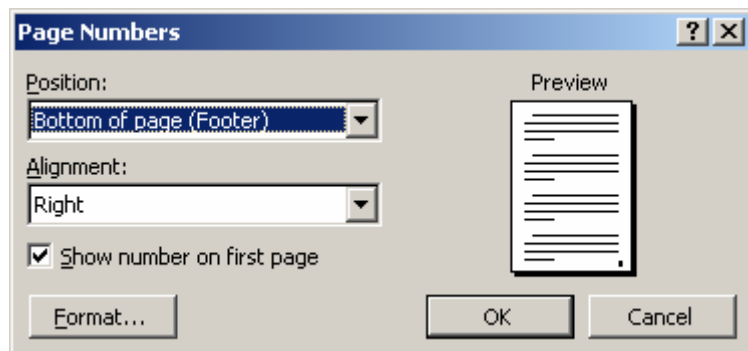 Page Numbers
Position:
Preview
Bottom of page (Footer)
Alignment:
Right
Show number on first page
Format...
OK
Cancel